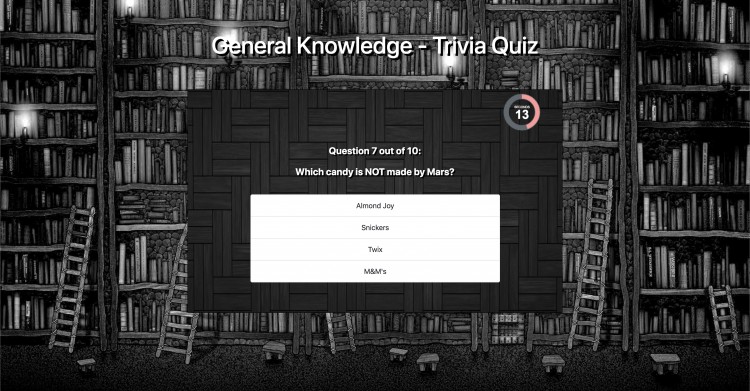 General Knowledge - Trivia Quiz
SECONDS
13
Question 7 out of 10:
Which candy is NOT made by Mars?
Almond Joy
Snickers
Twix
M&M's